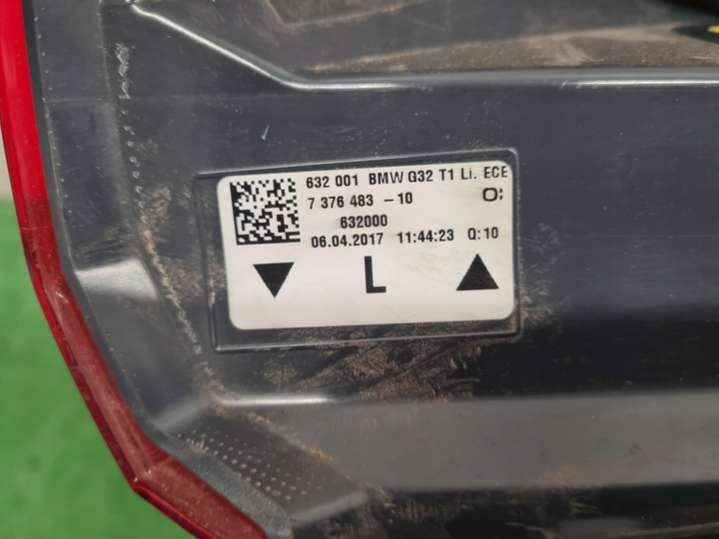 632 001 BMW G32 T1 Li. ECE
7 376 483 -10 O:
632000
06.04.2017 11:44:23 Q:10
L